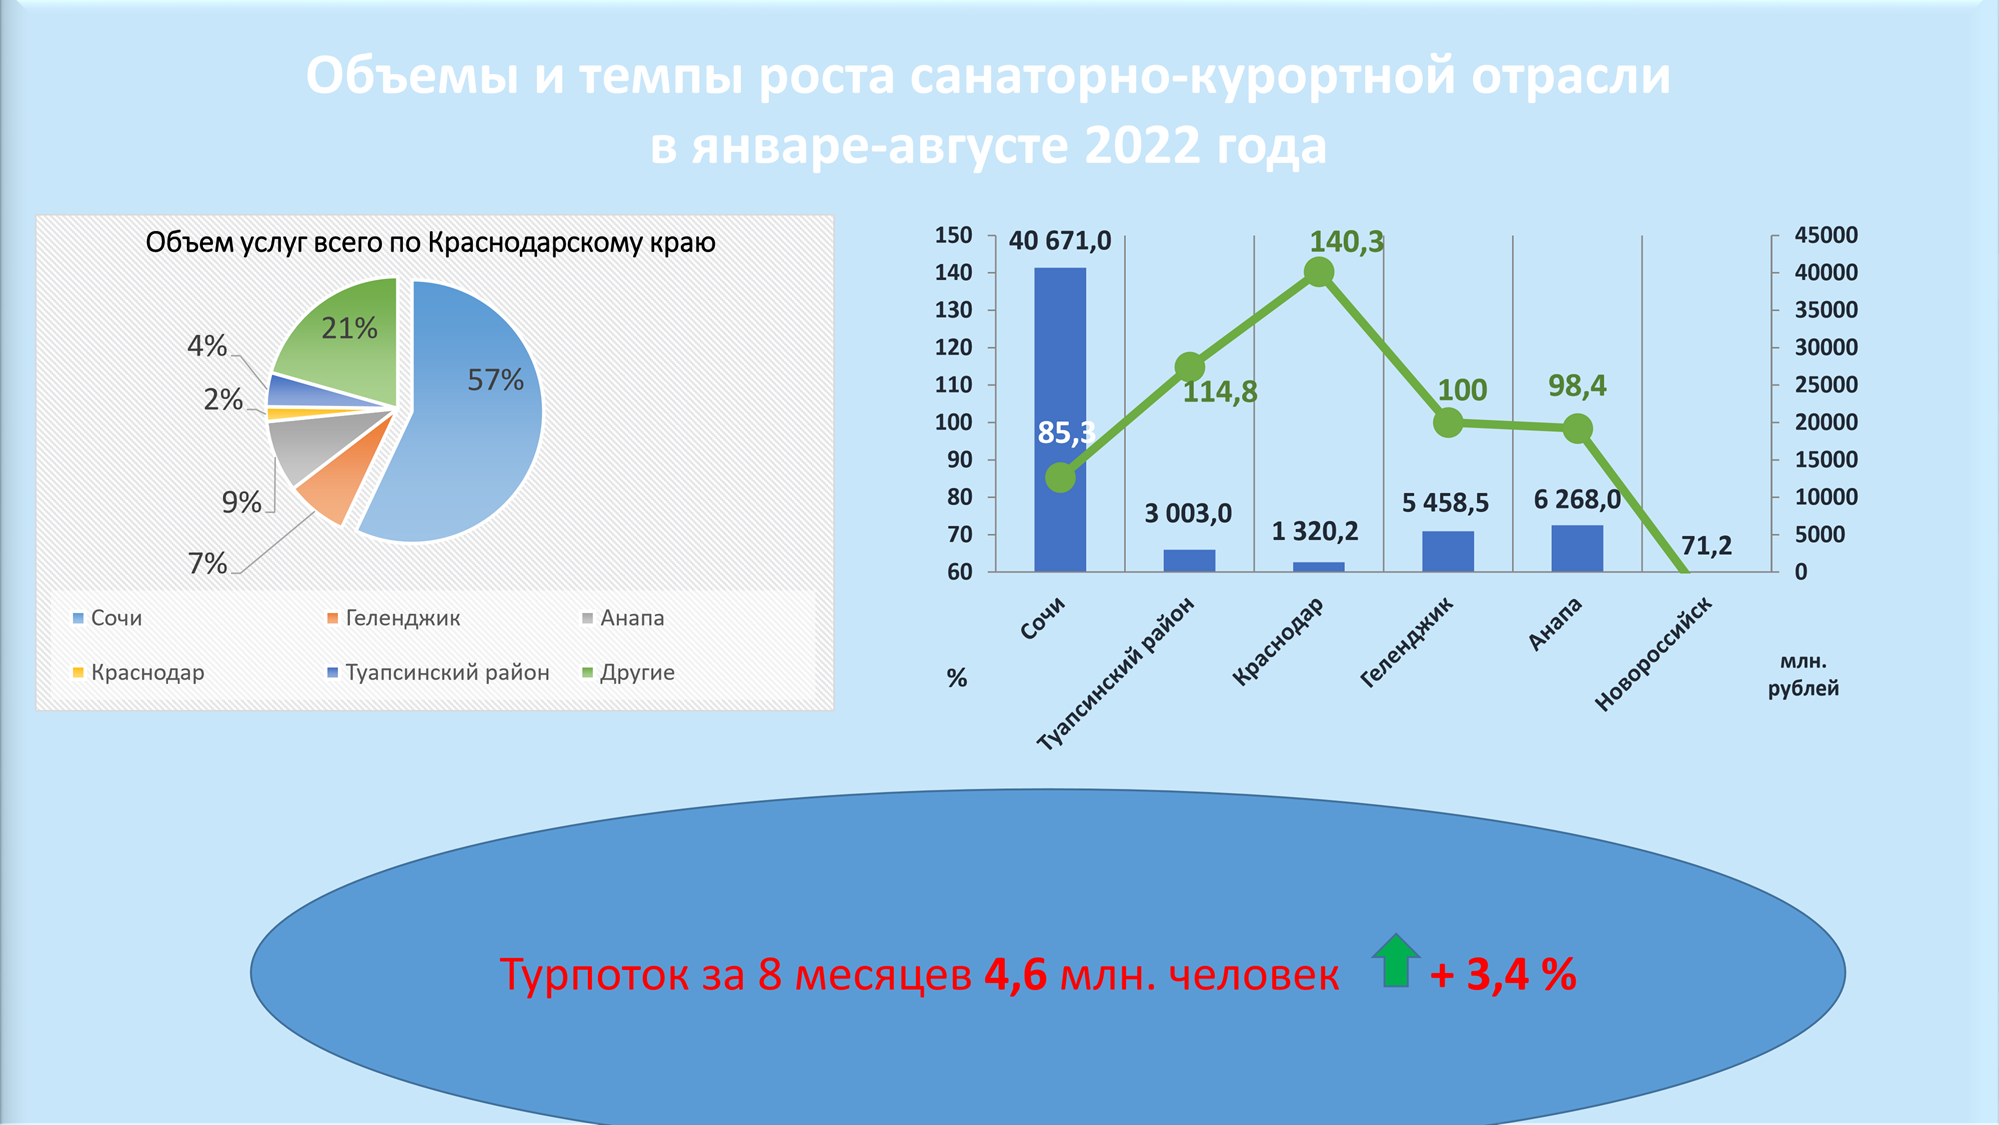 Объемы и темпы роста санаторно-курортной отрасли
в январе-августе 2022 года
Объем услуг всего по Краснодарскому краю
21%
57%
4%
2%
9%
7%
Сочи
Геленджик
Анапа
Краснодар
Туапсинский район
Другие
150
140
130
120
110
100
90
80
70
60
40 671,0
140,3
114,8
85,3
100
98,4
3 003,0
1 320,2
5 458,5
6 268,0
71,2
45000
40000
35000
30000
25000
20000
15000
10000
5000
0
Сочи
Туапсинский район
Краснодар
Геленджик
Анапа
Новороссийск
%
млн.
рублей
Турпоток за 8 месяцев 4,6 млн. человек + 3,4 %